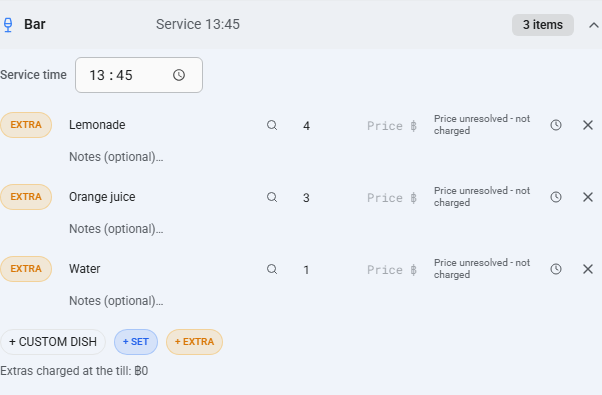 Bar Service 13:45 3 items
Service time 13:45
EXTRA Lemonade 4 Price ฿ Price unresolved - not
charged
Notes (optional)...
EXTRA Orange juice 3 Price ฿ Price unresolved - not
charged
Notes (optional)...
EXTRA Water 1 Price ฿ Price unresolved - not
charged
Notes (optional)...
+ CUSTOM DISH + SET + EXTRA
Extras charged at the till: ฿0